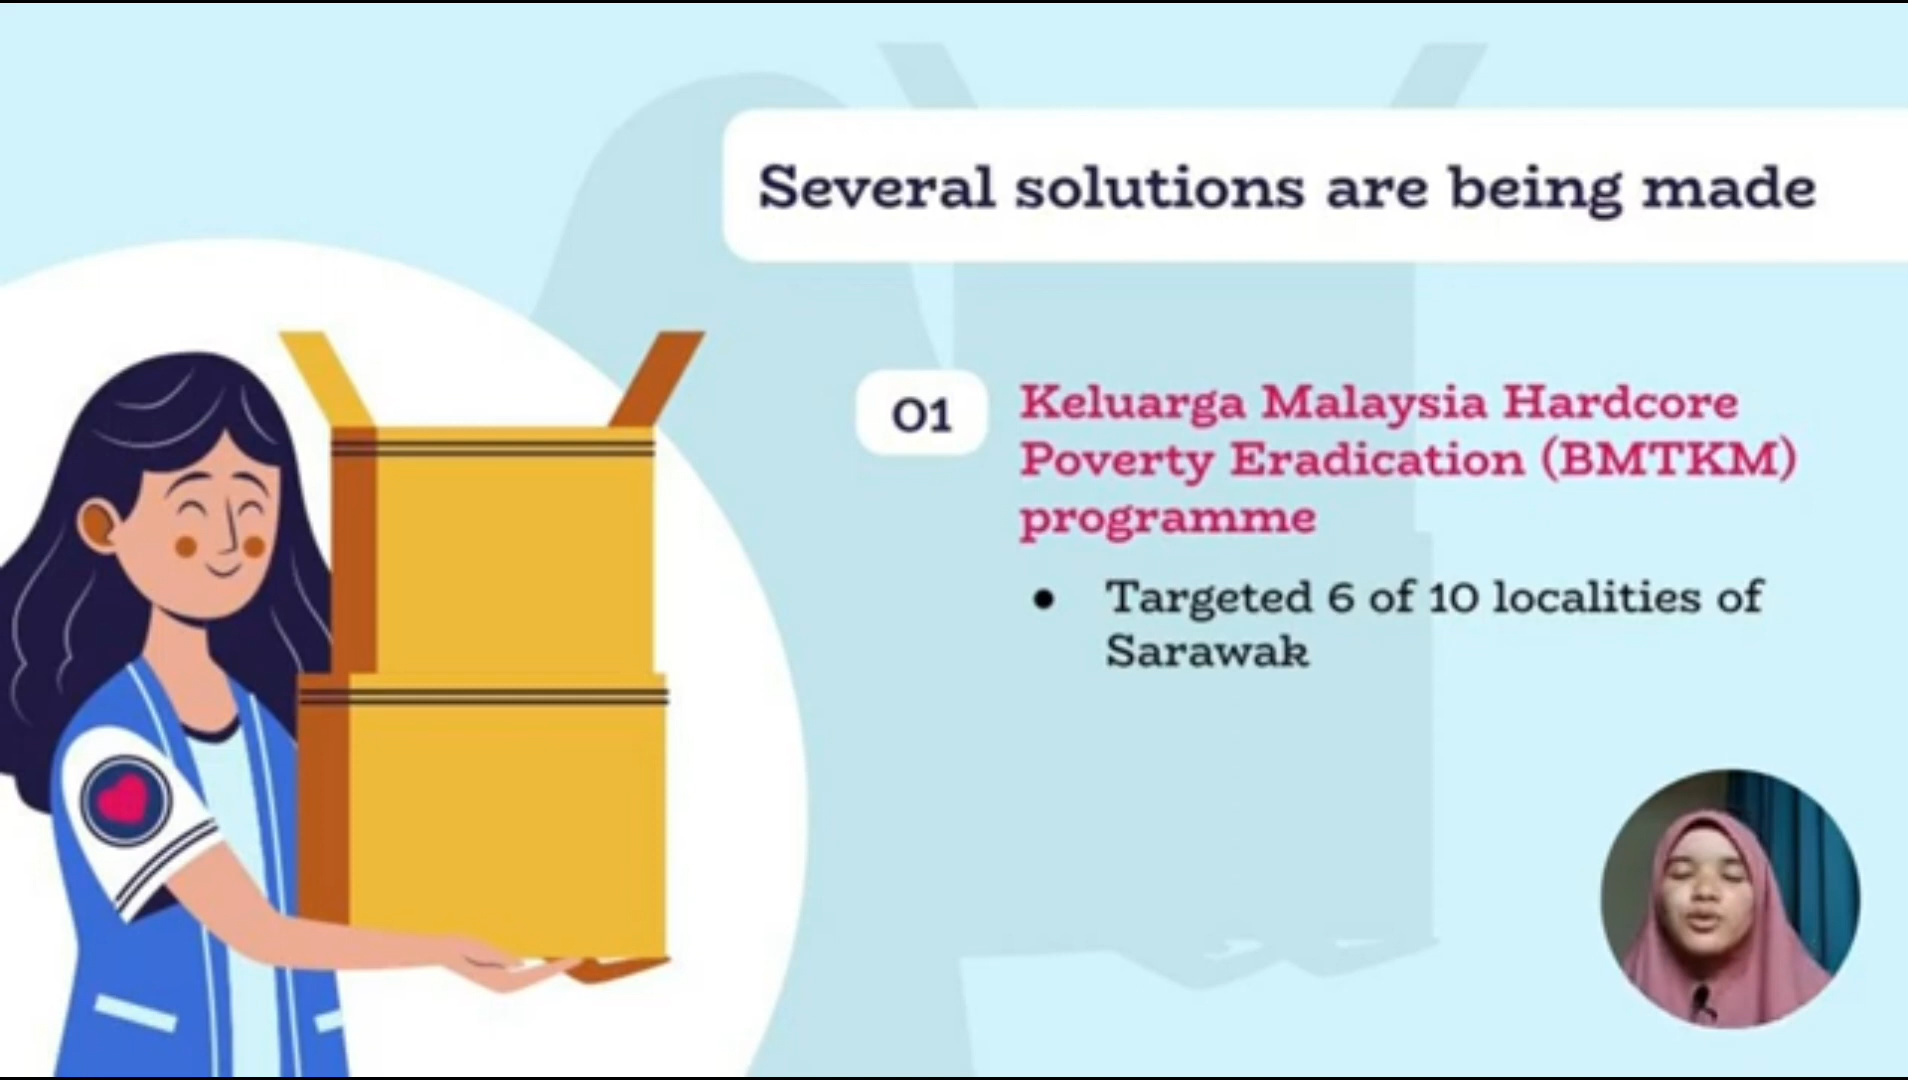 Several solutions are being made
01
Keluarga Malaysia Hardcore
Poverty Eradication (BMTKM)
programme
● Targeted 6 of 10 localities of
Sarawak